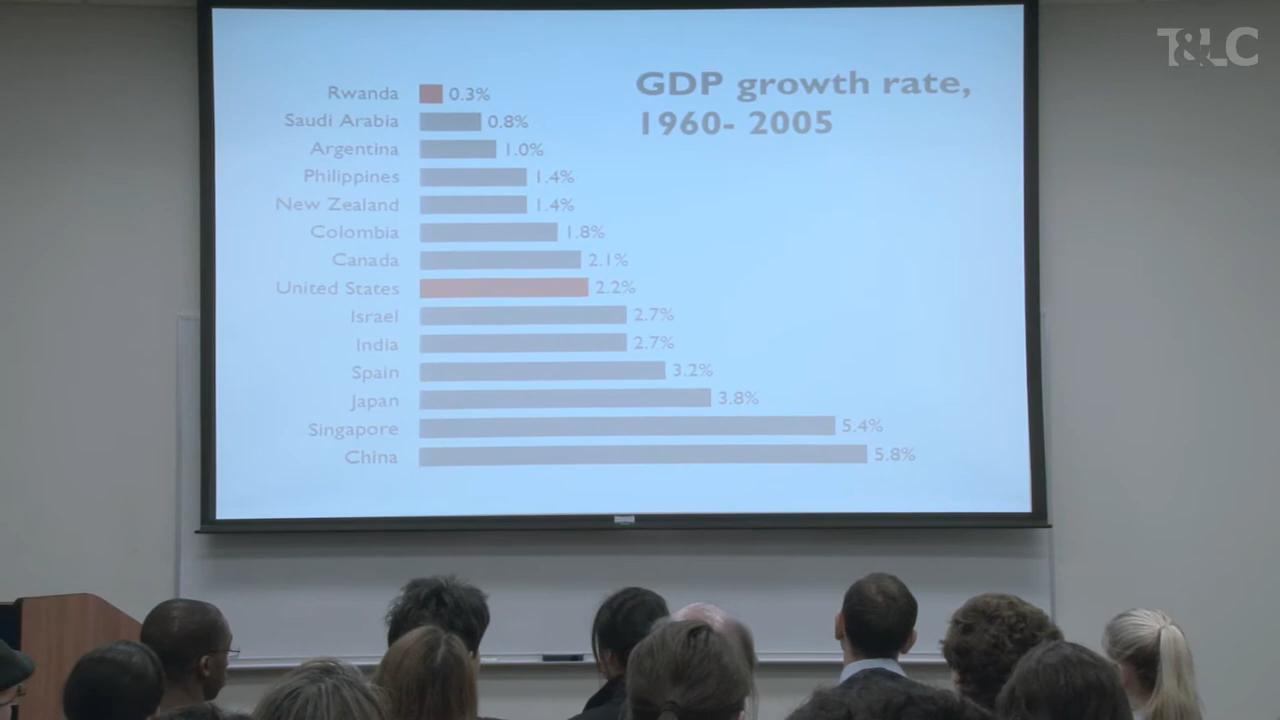 T&LC
GDP growth rate,
1960- 2005
Rwanda 0.3%
Saudi Arabia 0.8%
Argentina 1.0%
Philippines 1.4%
New Zealand 1.4%
Colombia 1.8%
Canada 2.1%
United States 2.2%
Israel 2.7%
India 2.7%
Spain 3.2%
Japan 3.8%
Singapore 5.4%
China 5.8%